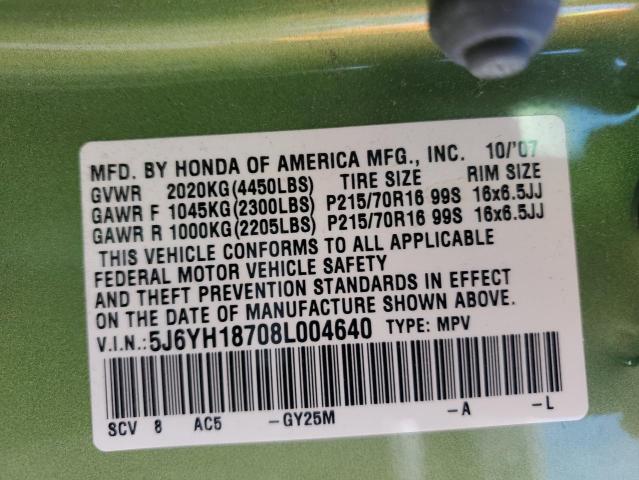 MFD. BY HONDA OF AMERICA MFG., INC. 10/'07
GVWR 2020KG(4450LBS) TIRE SIZE RIM SIZE
GAWR F 1045KG(2300LBS) P215/70R16 99S 16x6.5JJ
GAWR R 1000KG(2205LBS) P215/70R16 99S 16x6.5JJ
THIS VEHICLE CONFORMS TO ALL APPLICABLE
FEDERAL MOTOR VEHICLE SAFETY
AND THEFT PREVENTION STANDARDS IN EFFECT
ON THE DATE OF MANUFACTURE SHOWN ABOVE.
V.I.N.:5J6YH18708L004640 TYPE: MPV
SCV 8 AC5 -GY25M -A -L